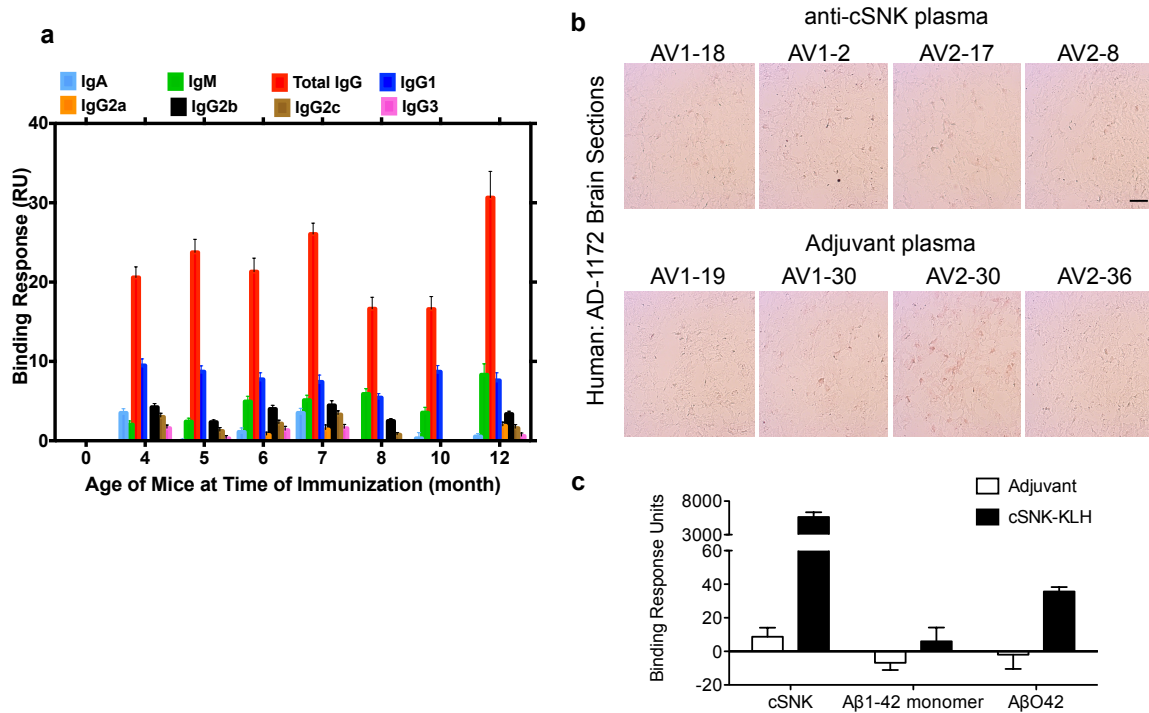 a
IgA IgM Total IgG IgG1
IgG2a IgG2b IgG2c IgG3
40
30
20
10
0
Binding Response (RU)
0 4 5 6 7 8 10 12
Age of Mice at Time of Immunization (month)
b
anti-cSNK plasma
AV1-18 AV1-2 AV2-17 AV2-8
Adjuvant plasma
AV1-19 AV1-30 AV2-30 AV2-36
Human: AD-1172 Brain Sections
c
Adjuvant
cSNK-KLH
8000
3000
60
40
20
0
-20
Binding Response Units
cSNK Aβ1-42 monomer AβO42